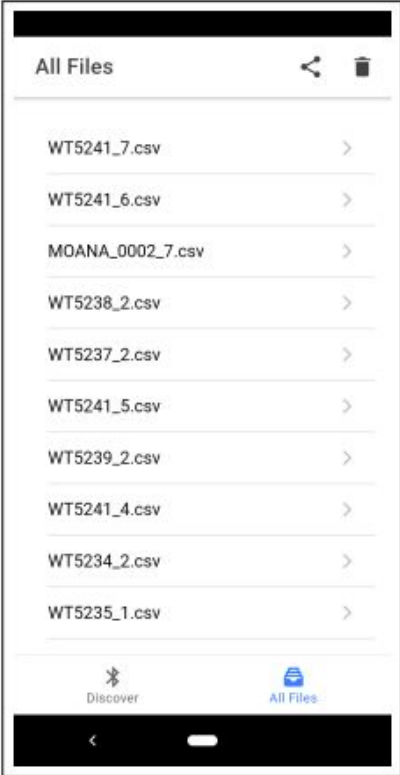 All Files
WT5241_7.csv
WT5241_6.csv
MOANA_0002_7.csv
WT5238_2.csv
WT5237_2.csv
WT5241_5.csv
WT5239_2.csv
WT5241_4.csv
WT5234_2.csv
WT5235_1.csv
Discover
All Files